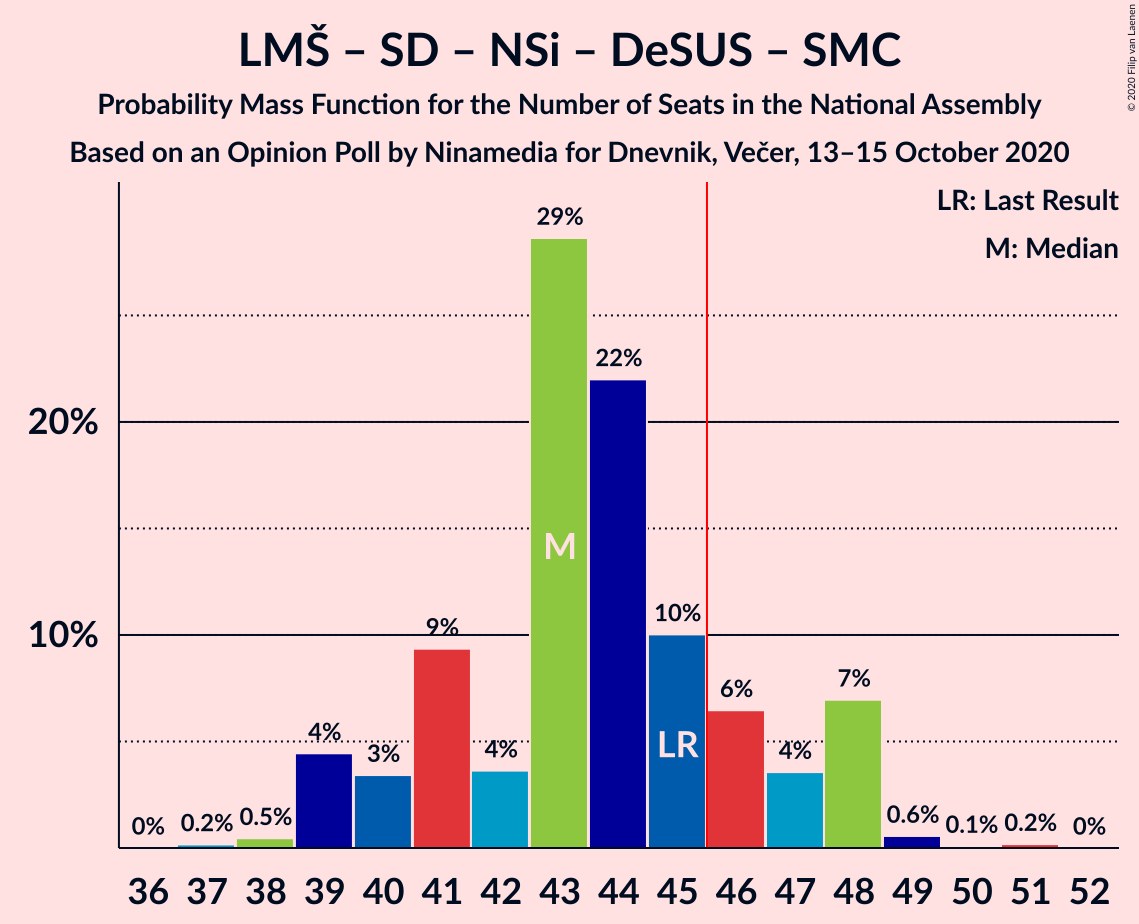 LMŠ – SD – NSi – DeSUS – SMC
Probability Mass Function for the Number of Seats in the National Assembly
Based on an Opinion Poll by Ninamedia for Dnevnik, Večer, 13–15 October 2020
© 2020 Filip van Laenen
LR: Last Result
M: Median
20%
10%
0%
0.2%
0.5%
4%
3%
9%
4%
29%
22%
10%
6%
4%
7%
0.6%
0.1%
0.2%
0%
M
LR
36 37 38 39 40 41 42 43 44 45 46 47 48 49 50 51 52